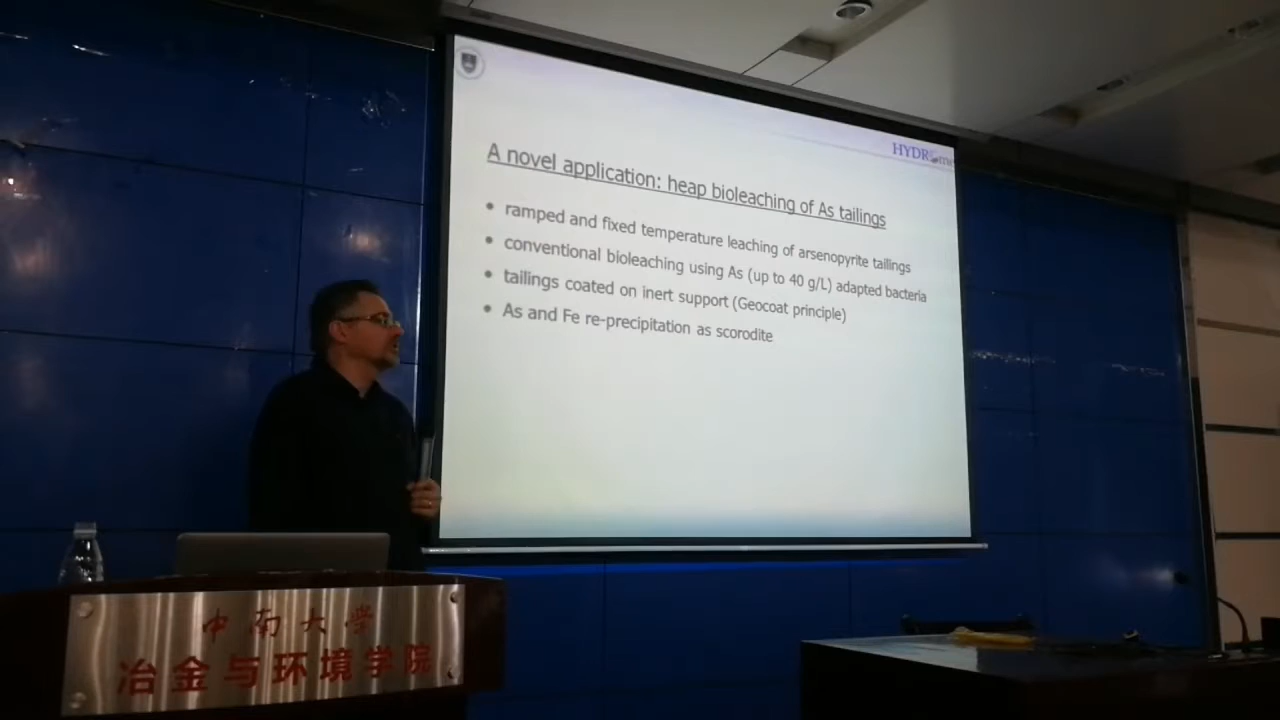 HYDR me
A novel application: heap bioleaching of As tailings
• ramped and fixed temperature leaching of arsenopyrite tailings
• conventional bioleaching using As (up to 40 g/L) adapted bacteria
• tailings coated on inert support (Geocoat principle)
• As and Fe re-precipitation as scorodite
中南大学
冶金与环境学院